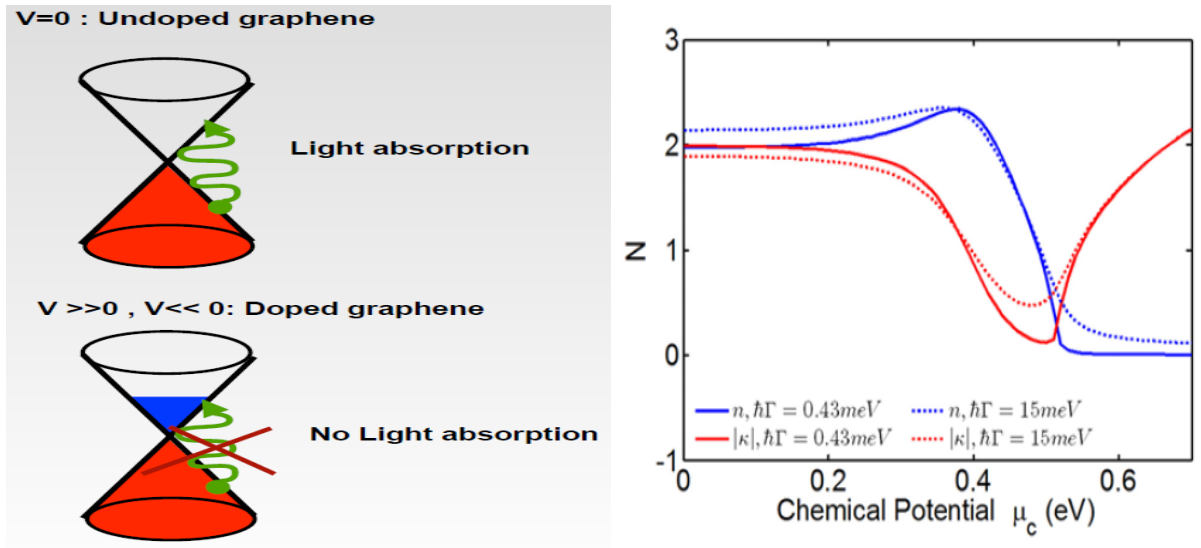 V=0 : Undoped graphene
Light absorption
V >>0 , V<< 0: Doped graphene
No Light absorption
3
2
1
0
-1
N
n, ℏΓ = 0.43meV
n, ℏΓ = 15meV
|κ|, ℏΓ = 0.43meV
|κ|, ℏΓ = 15meV
0
0.2
0.4
0.6
Chemical Potential μc (eV)